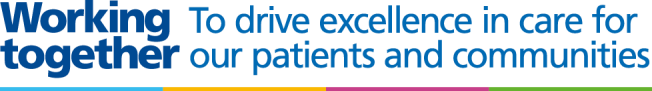 Working To drive excellence in care for
together our patients and communities